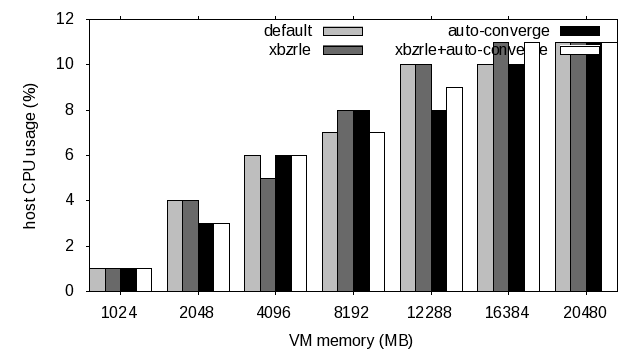 12
10
8
6
4
2
0
host CPU usage (%)
default
xbzrle
auto-converge
xbzrle+auto-converge
1024 2048 4096 8192 12288 16384 20480
VM memory (MB)